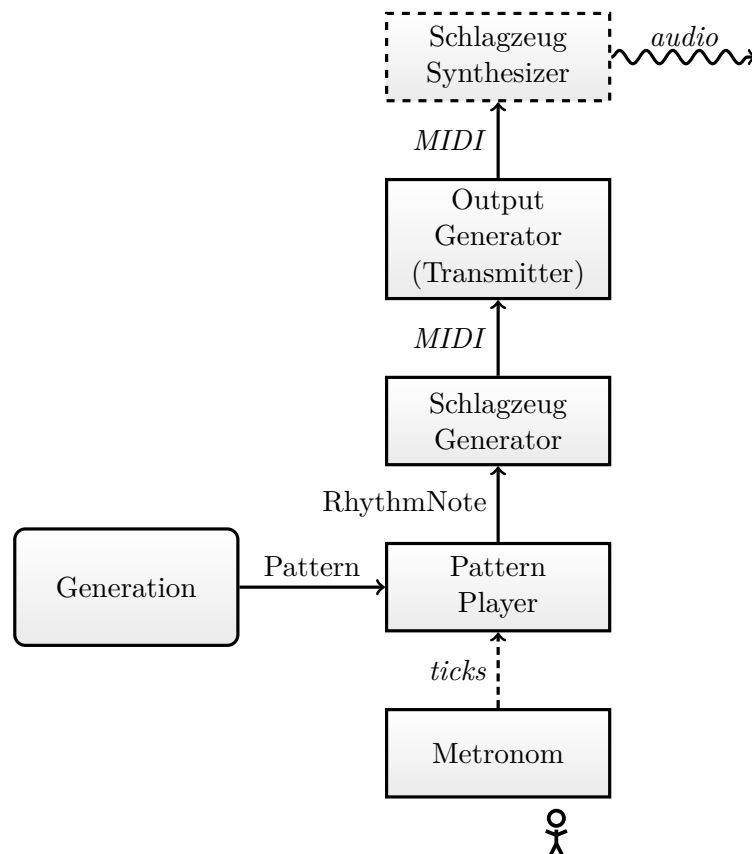 Schlagzeug
Synthesizer
audio
MIDI
Output
Generator
(Transmitter)
MIDI
Schlagzeug
Generator
RhythmNote
Generation
Pattern
Pattern
Player
ticks
Metronom